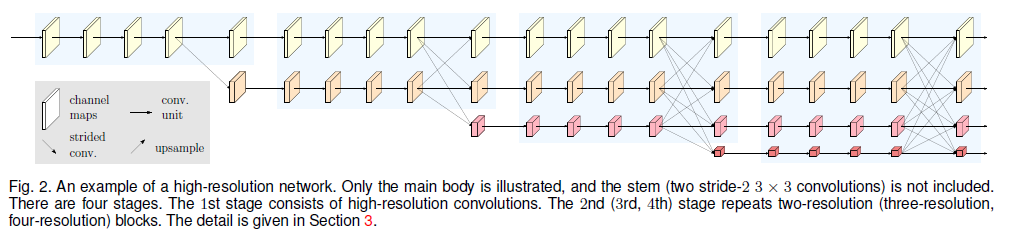 channel
maps
conv.
unit
strided
conv.
upsample
Fig. 2. An example of a high-resolution network. Only the main body is illustrated, and the stem (two stride-2 3 × 3 convolutions) is not included.
There are four stages. The 1st stage consists of high-resolution convolutions. The 2nd (3rd, 4th) stage repeats two-resolution (three-resolution,
four-resolution) blocks. The detail is given in Section 3.